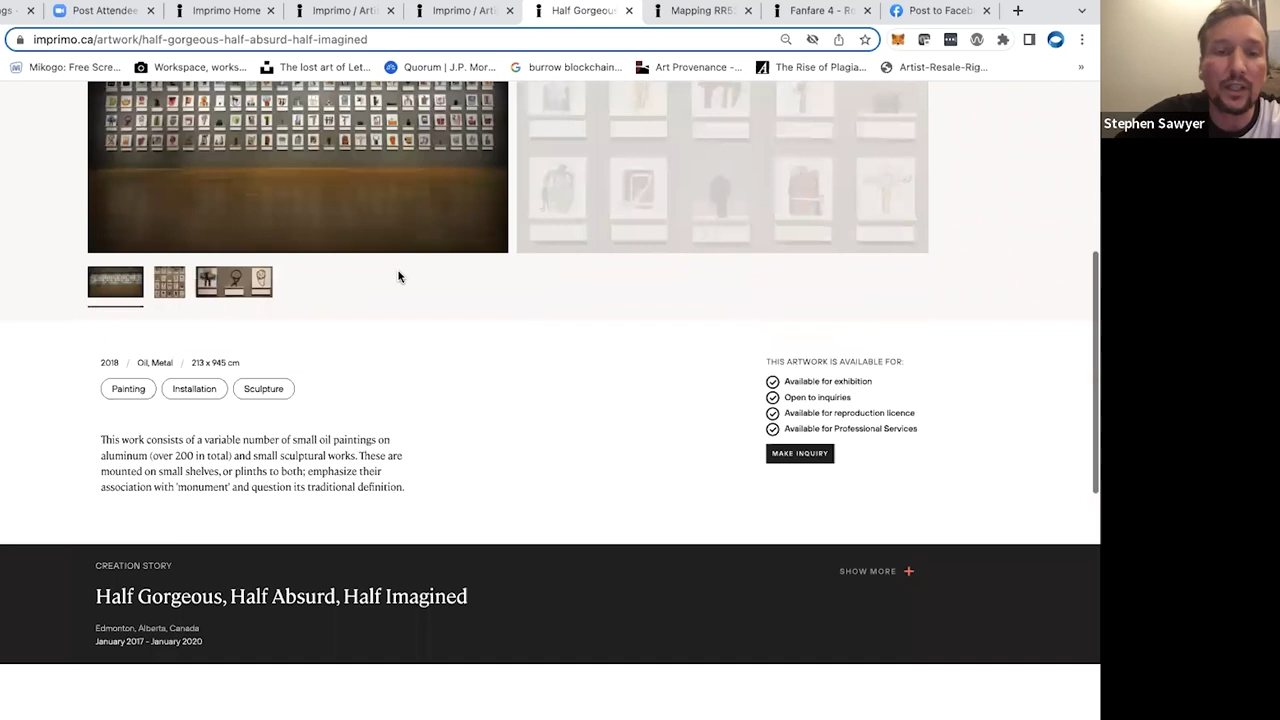 gs -
Post Attendee
Imprimo Home
Imprimo / Arti
Imprimo / Arti
Half Gorgeous
Mapping RR5
Fanfare 4 - Ro
Post to Faceb
imprimo.ca/artwork/half-gorgeous-half-absurd-half-imagined
Mikogo: Free Scre...
Workspace, works...
The lost art of Let...
Quorum | J.P. Mor...
burrow blockchain...
Art Provenance -...
The Rise of Plagia...
Artist-Resale-Rig...
»
Stephen Sawyer
2018 / Oil, Metal / 213 x 945 cm
Painting
Installation
Sculpture
This work consists of a variable number of small oil paintings on
aluminum (over 200 in total) and small sculptural works. These are
mounted on small shelves, or plinths to both; emphasize their
association with 'monument' and question its traditional definition.
THIS ARTWORK IS AVAILABLE FOR:
Available for exhibition
Open to inquiries
Available for reproduction licence
Available for Professional Services
MAKE INQUIRY
CREATION STORY
SHOW MORE +
Half Gorgeous, Half Absurd, Half Imagined
Edmonton, Alberta, Canada
January 2017 - January 2020